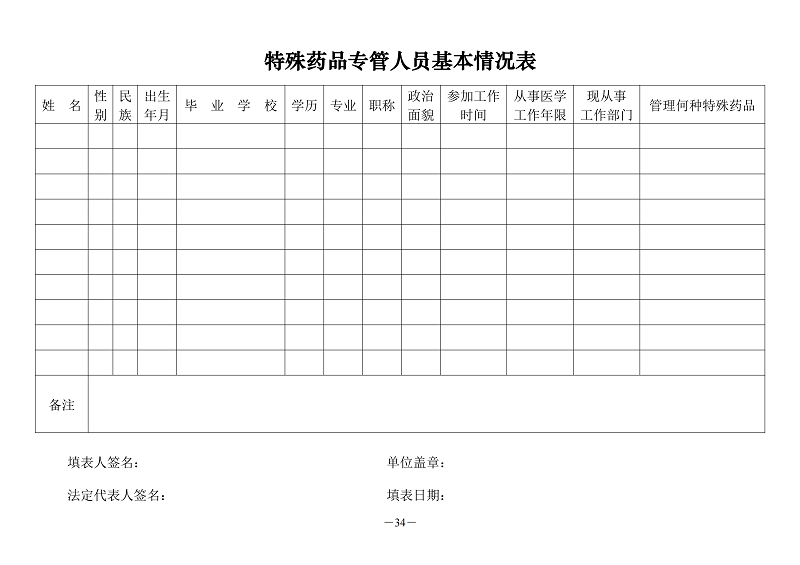 特殊药品专管人员基本情况表
姓 名 性别 民族 出生年月 毕 业 学 校 学历 专业 职称 政治面貌 参加工作时间 从事医学工作年限 现从事工作部门 管理何种特殊药品
备注
填表人签名： 单位盖章：
法定代表人签名： 填表日期：
－34－